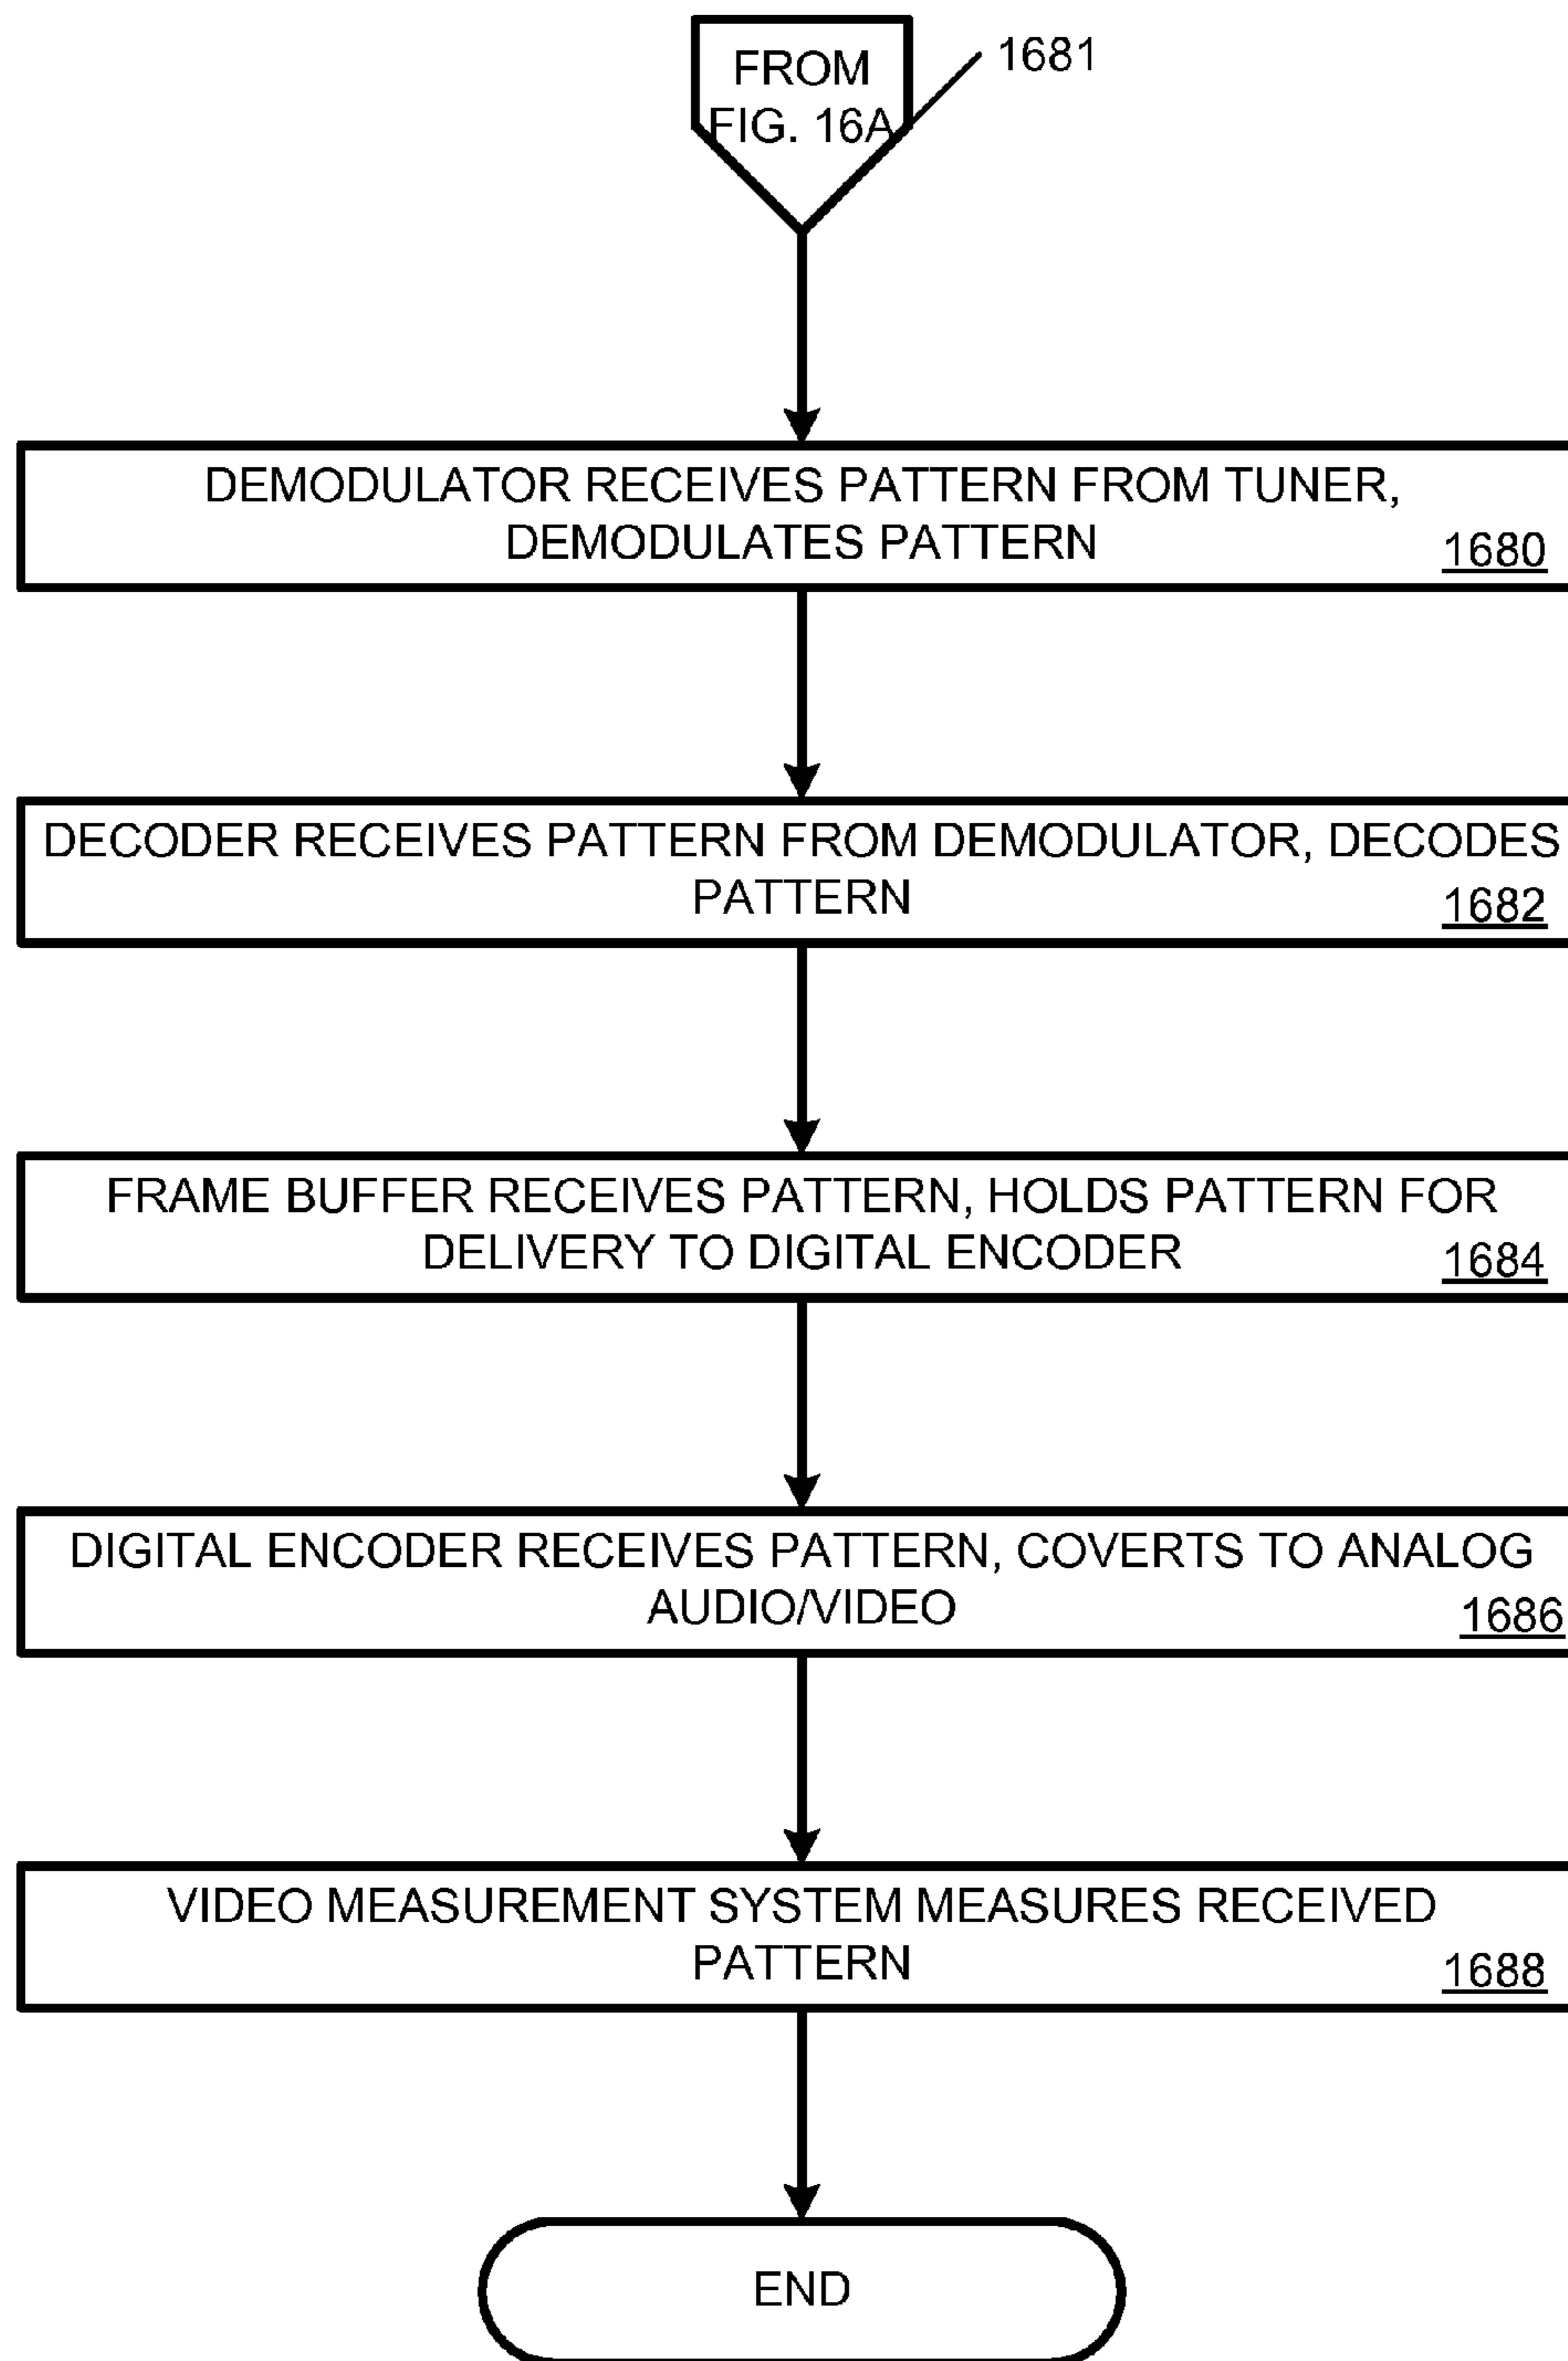 FROM
FIG. 16A
1681
DEMODULATOR RECEIVES PATTERN FROM TUNER,
DEMODULATES PATTERN
1680
DECODER RECEIVES PATTERN FROM DEMODULATOR, DECODES
PATTERN
1682
FRAME BUFFER RECEIVES PATTERN, HOLDS PATTERN FOR
DELIVERY TO DIGITAL ENCODER
1684
DIGITAL ENCODER RECEIVES PATTERN, COVERTS TO ANALOG
AUDIO/VIDEO
1686
VIDEO MEASUREMENT SYSTEM MEASURES RECEIVED
PATTERN
1688
END